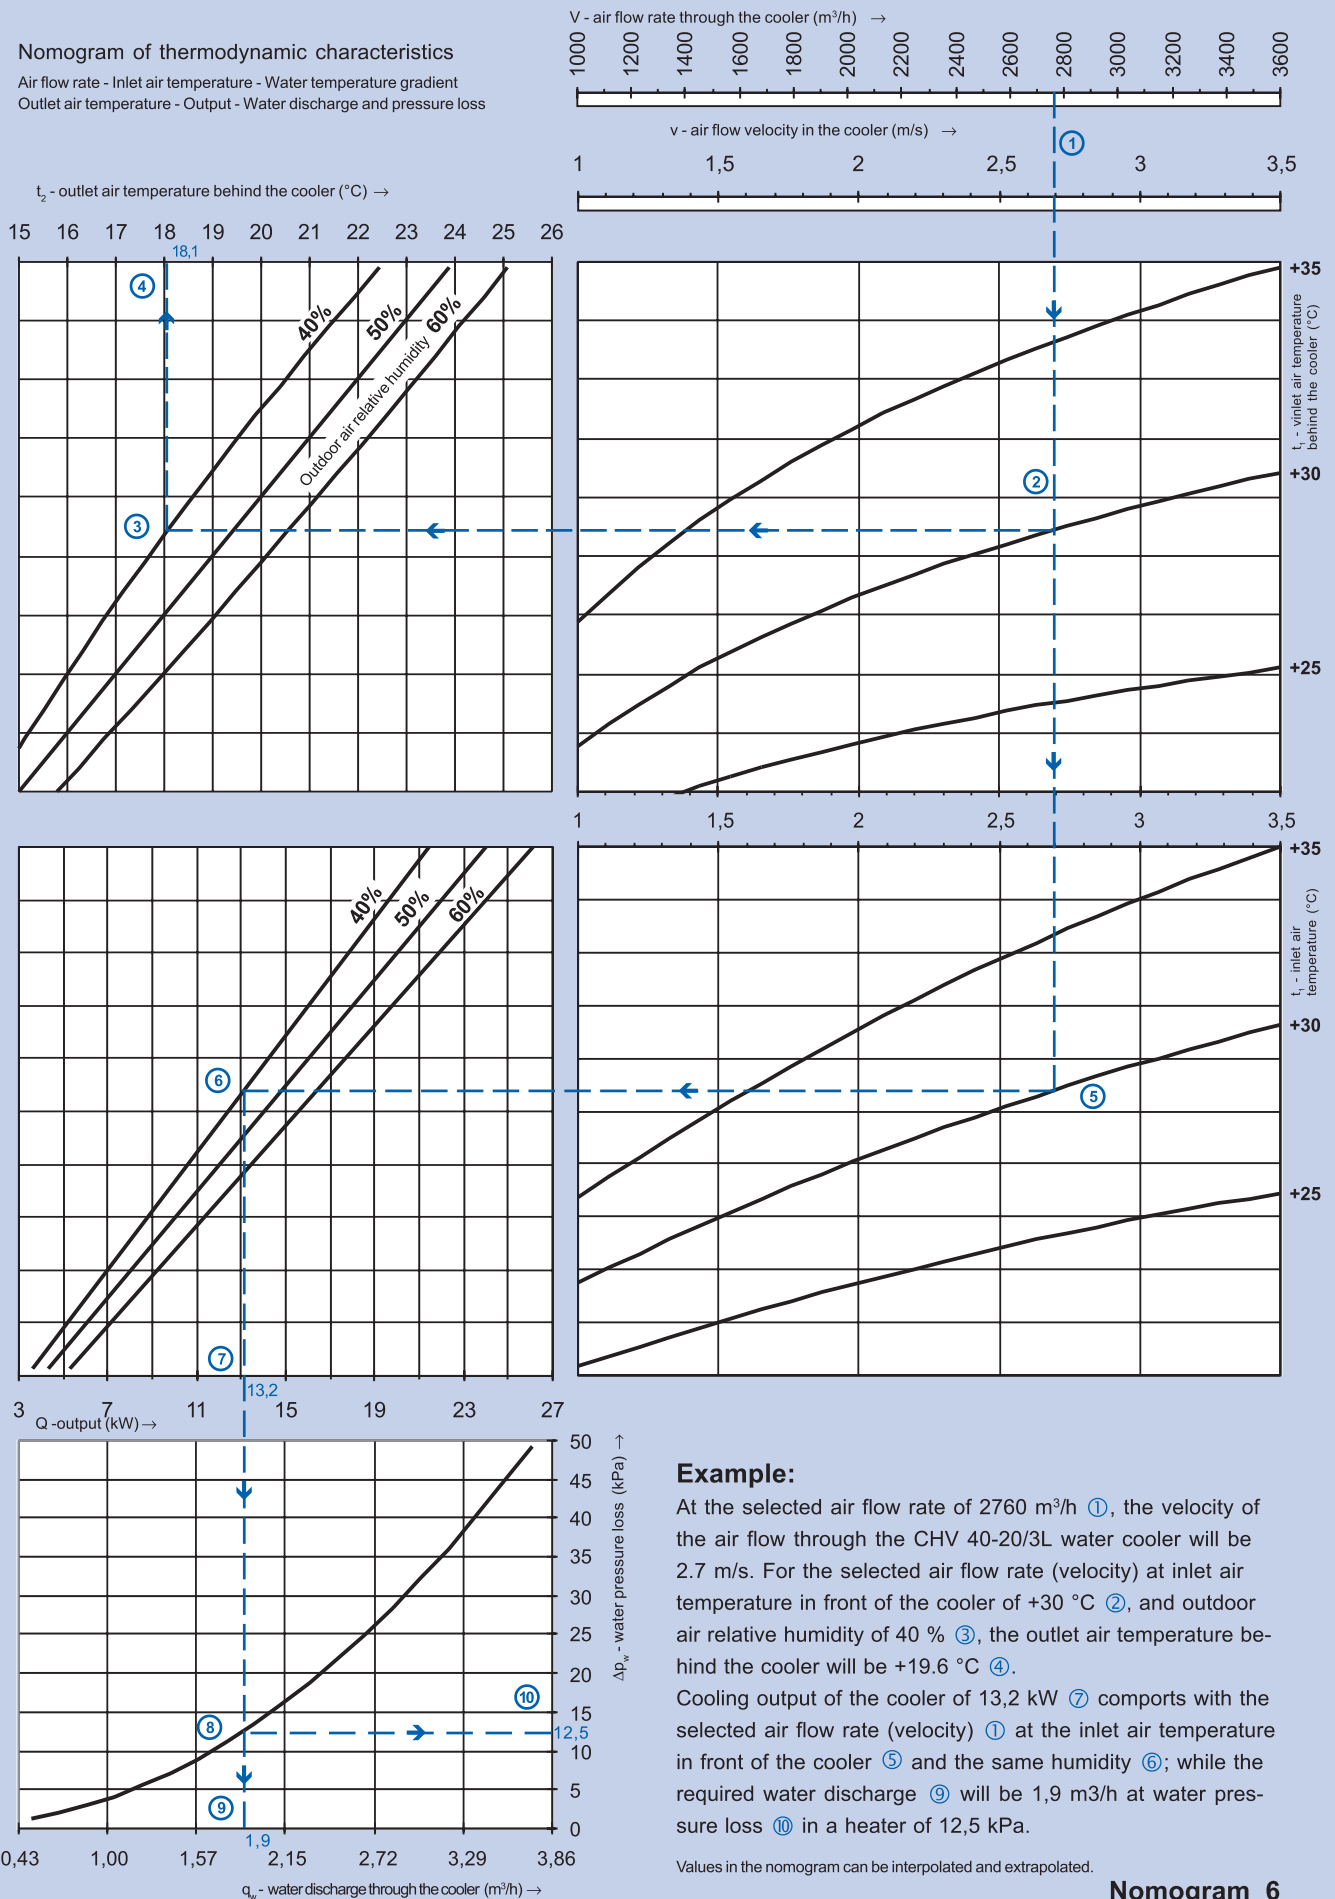 V - air flow rate through the cooler (m³/h) →
Nomogram of thermodynamic characteristics
Air flow rate - Inlet air temperature - Water temperature gradient
Outlet air temperature - Output - Water discharge and pressure loss
1000 1200 1400 1600 1800 2000 2200 2400 2600 2800 3000 3200 3400 3600
v - air flow velocity in the cooler (m/s) →
1
1 1,5 2 2,5 3 3,5
t₂ - outlet air temperature behind the cooler (°C) →
15 16 17 18 19 20 21 22 23 24 25 26
18,1
4
40% 50% 60%
Outdoor air relative humidity
3
2
+35
+30
+25
t₁ - vinlet air temperature
behind the cooler (°C)
1 1,5 2 2,5 3 3,5
40% 50% 60%
6
7
5
+35
+30
+25
t₁ - inlet air
temperature (°C)
13,2
3 7 11 15 19 23 27
Q -output (kW) →
50
45
40
35
30
25
20
15
10
5
0
Δp_w - water pressure loss (kPa) →
8
10
12,5
9
1,9
0,43 1,00 1,57 2,15 2,72 3,29 3,86
q_w - water discharge through the cooler (m³/h) →
Example:
At the selected air flow rate of 2760 m³/h ①, the velocity of
the air flow through the CHV 40-20/3L water cooler will be
2.7 m/s. For the selected air flow rate (velocity) at inlet air
temperature in front of the cooler of +30 °C ②, and outdoor
air relative humidity of 40 % ③, the outlet air temperature be-
hind the cooler will be +19.6 °C ④.
Cooling output of the cooler of 13,2 kW ⑦ comports with the
selected air flow rate (velocity) ① at the inlet air temperature
in front of the cooler ⑤ and the same humidity ⑥; while the
required water discharge ⑨ will be 1,9 m3/h at water pres-
sure loss ⑩ in a heater of 12,5 kPa.
Values in the nomogram can be interpolated and extrapolated.
Nomogram 6